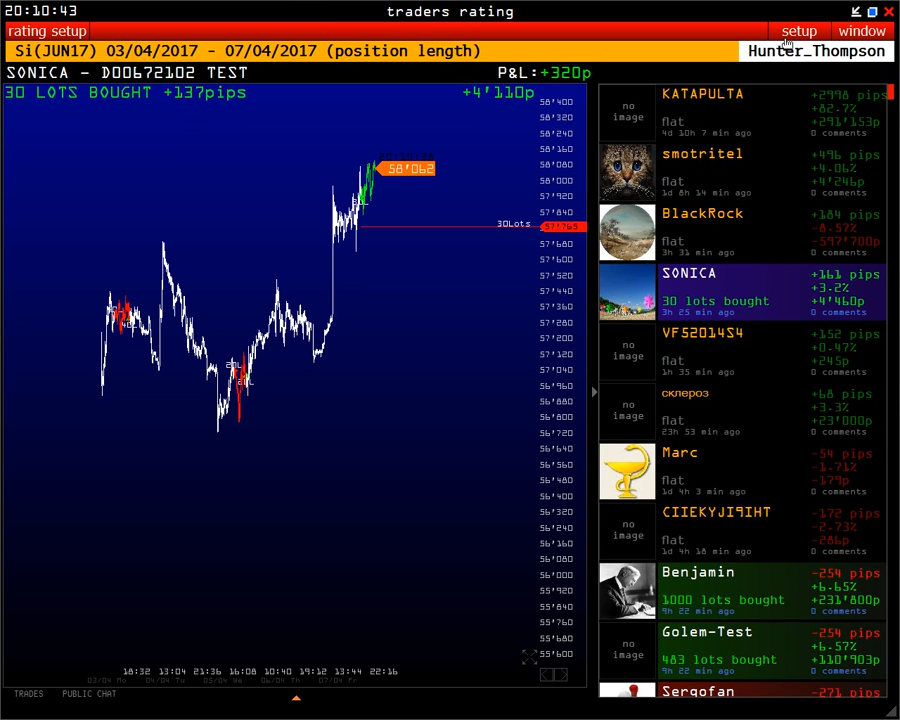 20:10:43
traders rating
rating setup
setup
window
Si(JUN17) 03/04/2017 - 07/04/2017 (position length)
Hunter_Thompson
SONICA - D00672102 TEST
P&L:+320p
30 LOTS BOUGHT +137pips
+4'110p
58'400
58'320
58'240
58'160
58'080
58'000
57'920
57'840
57'765
57'680
57'600
57'520
57'440
57'360
57'280
57'200
57'120
57'040
56'960
56'880
56'800
56'720
56'640
56'560
56'480
56'400
56'320
56'240
56'160
56'080
56'000
55'920
55'840
55'760
55'680
55'600
58'062
30Lots
18:32 13:04 21:36 16:08 10:40 19:12 13:44 22:16
03/04 Mo 04/04 Tu 05/04 We 06/04 Th 07/04 Fr
TRADES
PUBLIC CHAT
no image
KATAPULTA
+2998 pips
+82.7%
flat
+291'153p
4d 10h 7 min ago
0 comments
smotritel
+496 pips
+4.06%
flat
+4'246p
1d 8h 14 min ago
0 comments
BlackRock
+184 pips
-8.57%
flat
-597'700p
3h 31 min ago
0 comments
SONICA
+161 pips
+3.2%
30 lots bought
+4'460p
3h 25 min ago
0 comments
no image
VF52014S4
+152 pips
+0.47%
flat
+245p
1h 35 min ago
0 comments
no image
склероз
+68 pips
+3.3%
flat
+23'000p
23h 53 min ago
0 comments
Marc
-54 pips
-1.71%
flat
-179p
1d 4h 3 min ago
0 comments
no image
CIIEKYJI9IHT
-172 pips
-2.73%
flat
-286p
1d 4h 18 min ago
0 comments
Benjamin
-254 pips
+6.65%
1000 lots bought
+231'800p
9h 22 min ago
0 comments
no image
Golem-Test
-254 pips
+6.57%
483 lots bought
+110'903p
9h 22 min ago
0 comments
Sergofan
-271 pips